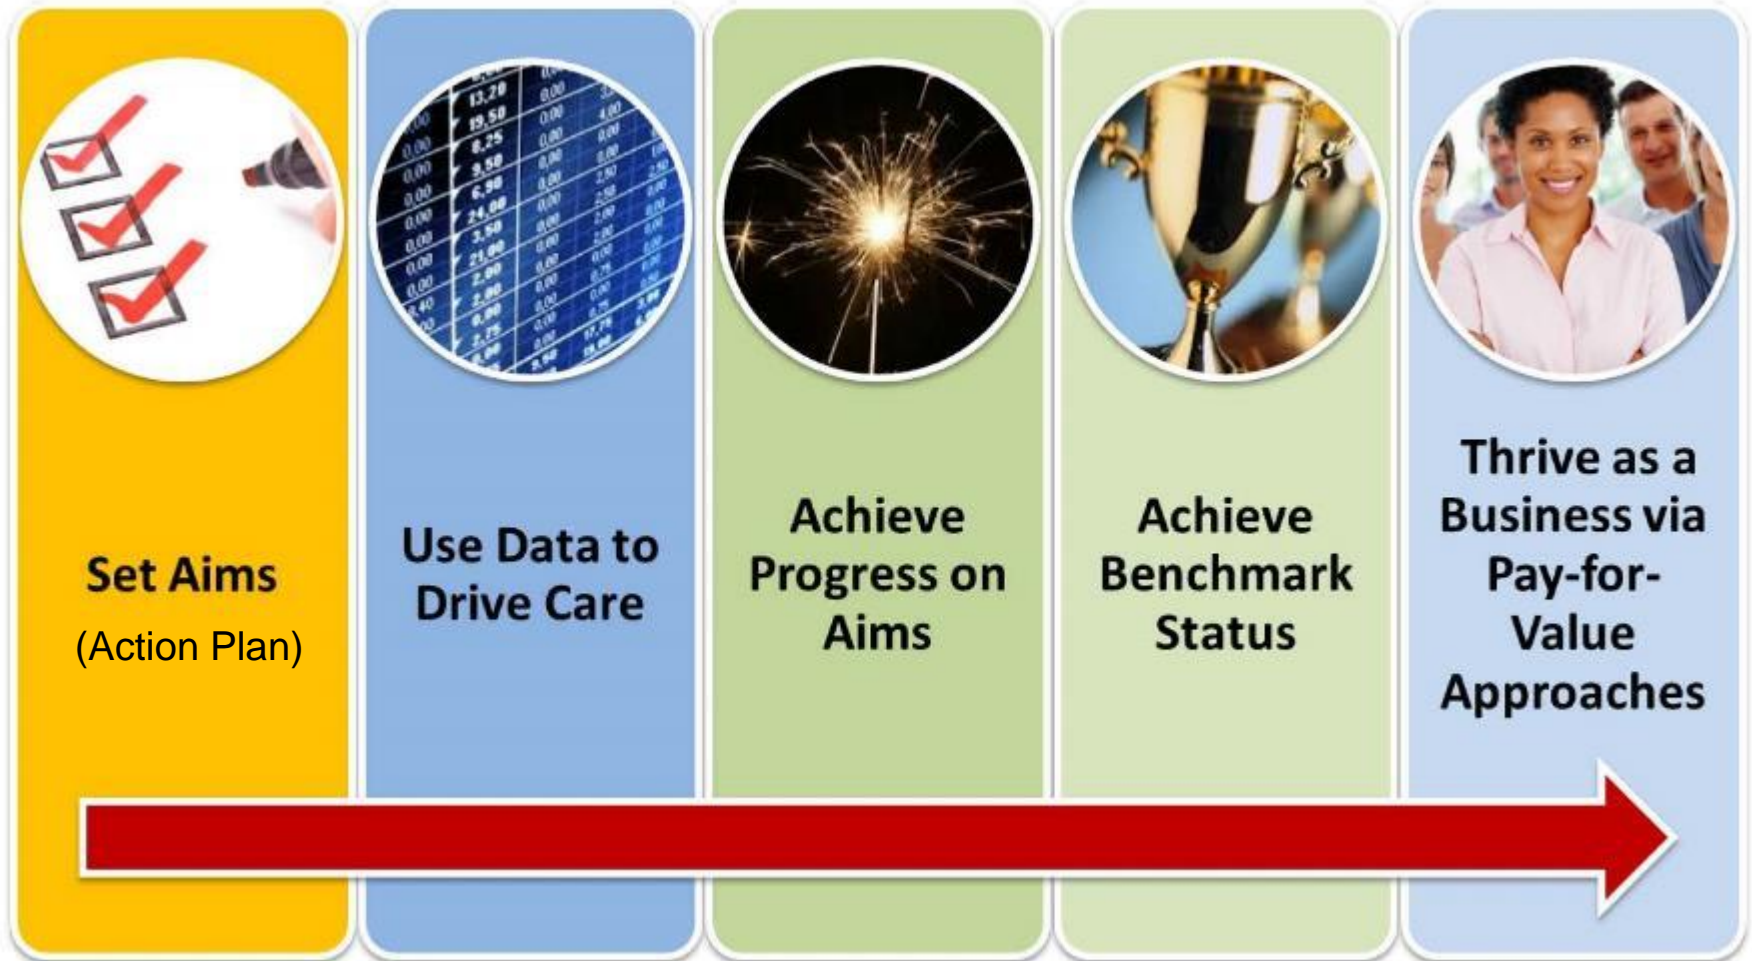 Set Aims
(Action Plan)
Use Data to
Drive Care
Achieve
Progress on
Aims
Achieve
Benchmark
Status
Thrive as a
Business via
Pay-for-
Value
Approaches